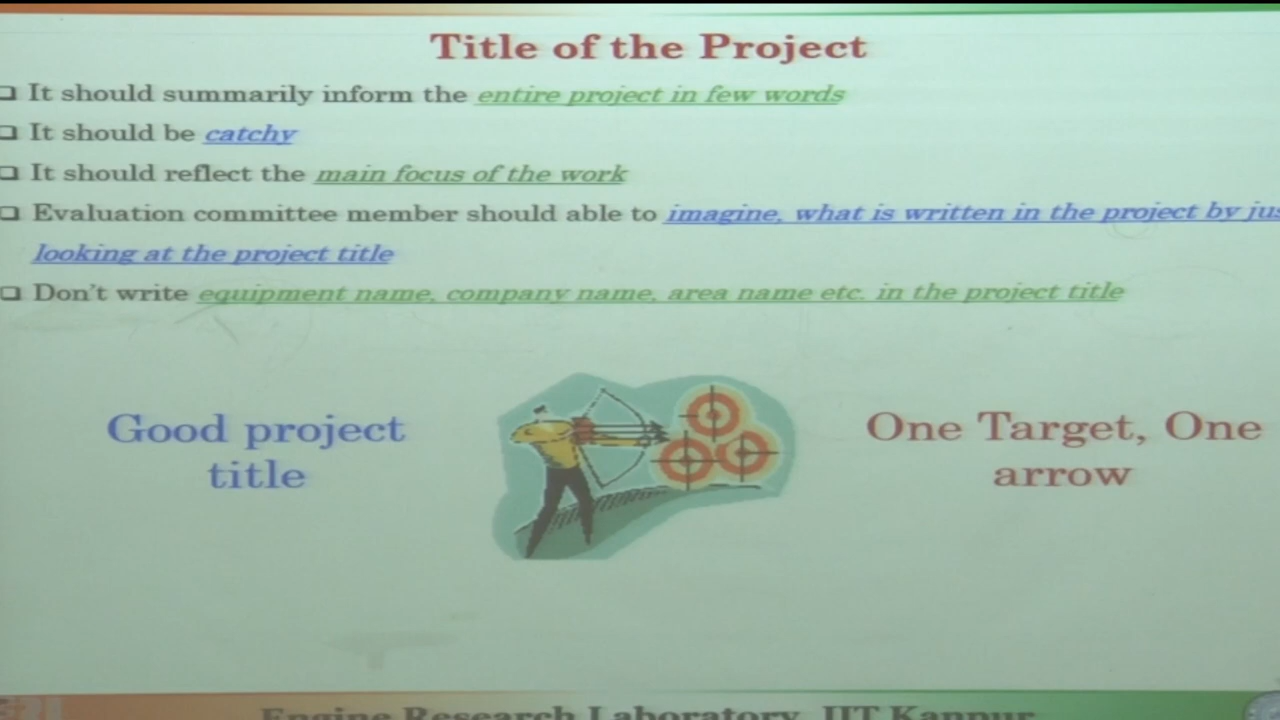 Title of the Project
It should summarily inform the entire project in few words
It should be catchy
It should reflect the main focus of the work
Evaluation committee member should able to imagine, what is written in the project by jus
looking at the project title
Don't write equipment name, company name, area name etc. in the project title
Good project
title
One Target, One
arrow
Engine Research Laboratory, IIT Kanpur